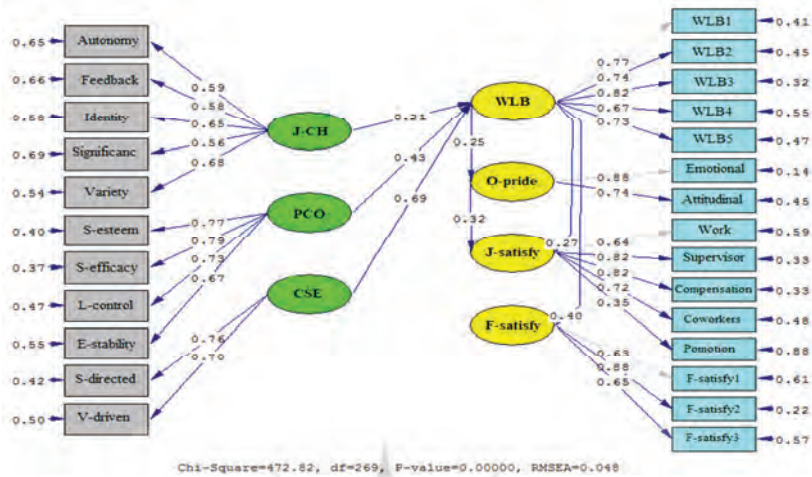 0.65 Autonomy
0.66 Feedback
0.58 Identity
0.69 Significanc
0.54 Variety
0.40 S-esteem
0.37 S-efficacy
0.47 L-control
0.55 E-stability
0.42 S-directed
0.50 V-driven
0.59
0.58
0.65
0.56
0.68
0.77
0.79
0.73
0.67
0.76
0.70
J-CH
PCO
CSE
0.21
0.43
0.69
WLB
O-pride
J-satisfy
F-satisfy
0.25
0.32
0.27
0.40
0.77
0.74
0.82
0.67
0.73
0.88
0.74
0.64
0.82
0.82
0.72
0.35
0.63
0.88
0.65
WLB1 0.41
WLB2 0.45
WLB3 0.32
WLB4 0.55
WLB5 0.47
Emotional 0.14
Attitudinal 0.45
Work 0.59
Supervisor 0.33
Compensation 0.33
Coworkers 0.48
Pomotion 0.88
F-satisfy1 0.61
F-satisfy2 0.22
F-satisfy3 0.57
Chi-Square=472.82, df=269, P-value=0.00000, RMSEA=0.048